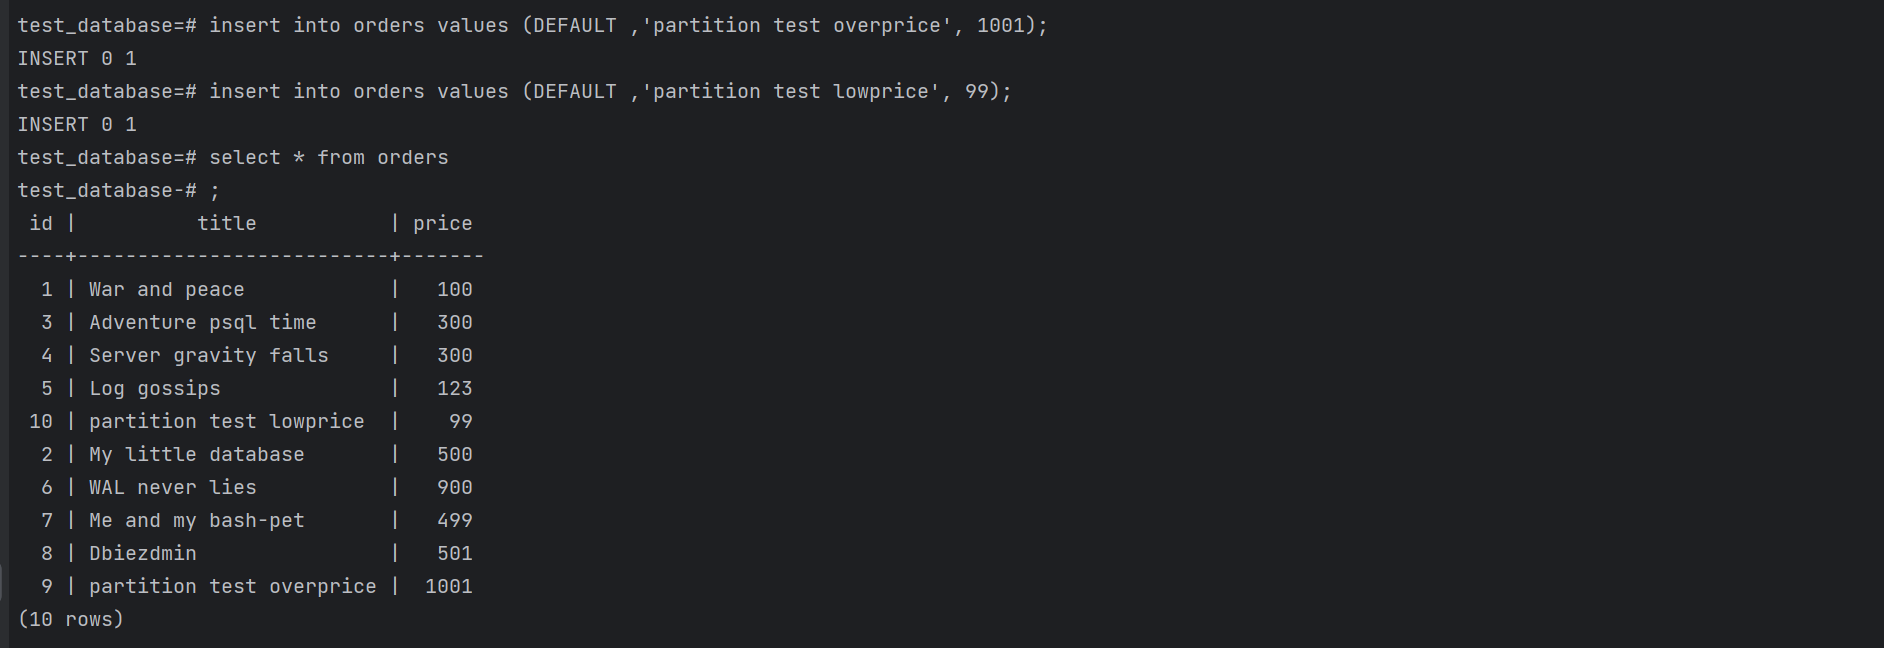 test_database=# insert into orders values (DEFAULT ,'partition test overprice', 1001);
INSERT 0 1
test_database=# insert into orders values (DEFAULT ,'partition test lowprice', 99);
INSERT 0 1
test_database=# select * from orders
test_database-# ;
 id |          title           | price
----+--------------------------+-------
  1 | War and peace            |   100
  3 | Adventure psql time      |   300
  4 | Server gravity falls     |   300
  5 | Log gossips              |   123
 10 | partition test lowprice  |    99
  2 | My little database       |   500
  6 | WAL never lies           |   900
  7 | Me and my bash-pet       |   499
  8 | Dbiezdmin                |   501
  9 | partition test overprice |  1001
(10 rows)